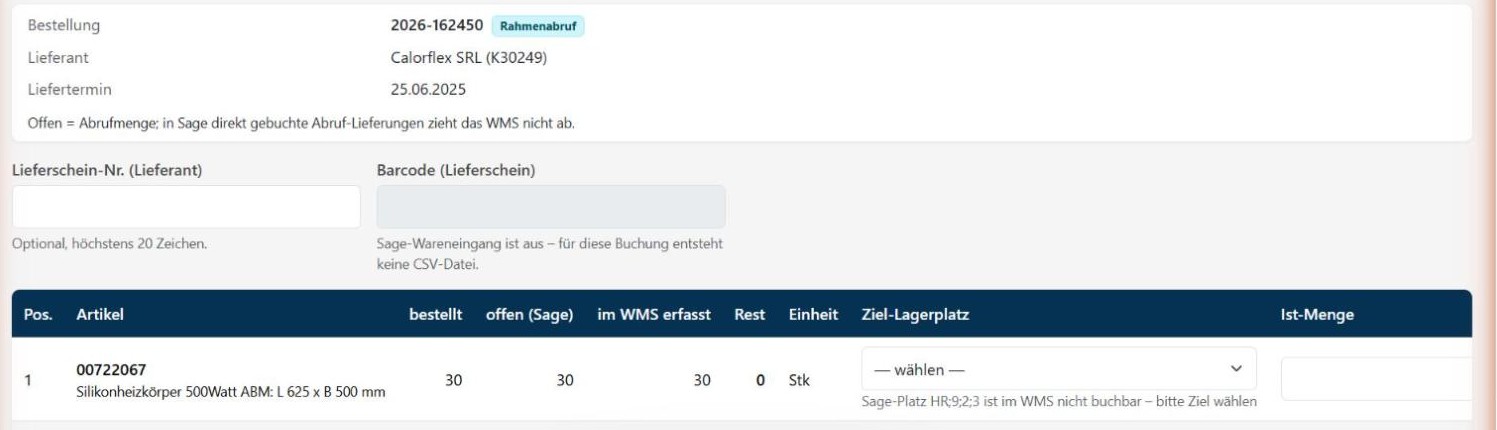 Bestellung 2026-162450 Rahmenabruf
Lieferant Calorflex SRL (K30249)
Liefertermin 25.06.2025
Offen = Abrufmenge; in Sage direkt gebuchte Abruf-Lieferungen zieht das WMS nicht ab.
Lieferschein-Nr. (Lieferant) Barcode (Lieferschein)
Optional, höchstens 20 Zeichen. Sage-Wareneingang ist aus – für diese Buchung entsteht
keine CSV-Datei.
Pos. Artikel bestellt offen (Sage) im WMS erfasst Rest Einheit Ziel-Lagerplatz Ist-Menge
1 00722067 30 30 30 0 Stk — wählen —
Silikonheizkörper 500Watt ABM: L 625 x B 500 mm
Sage-Platz HR;9;2;3 ist im WMS nicht buchbar – bitte Ziel wählen